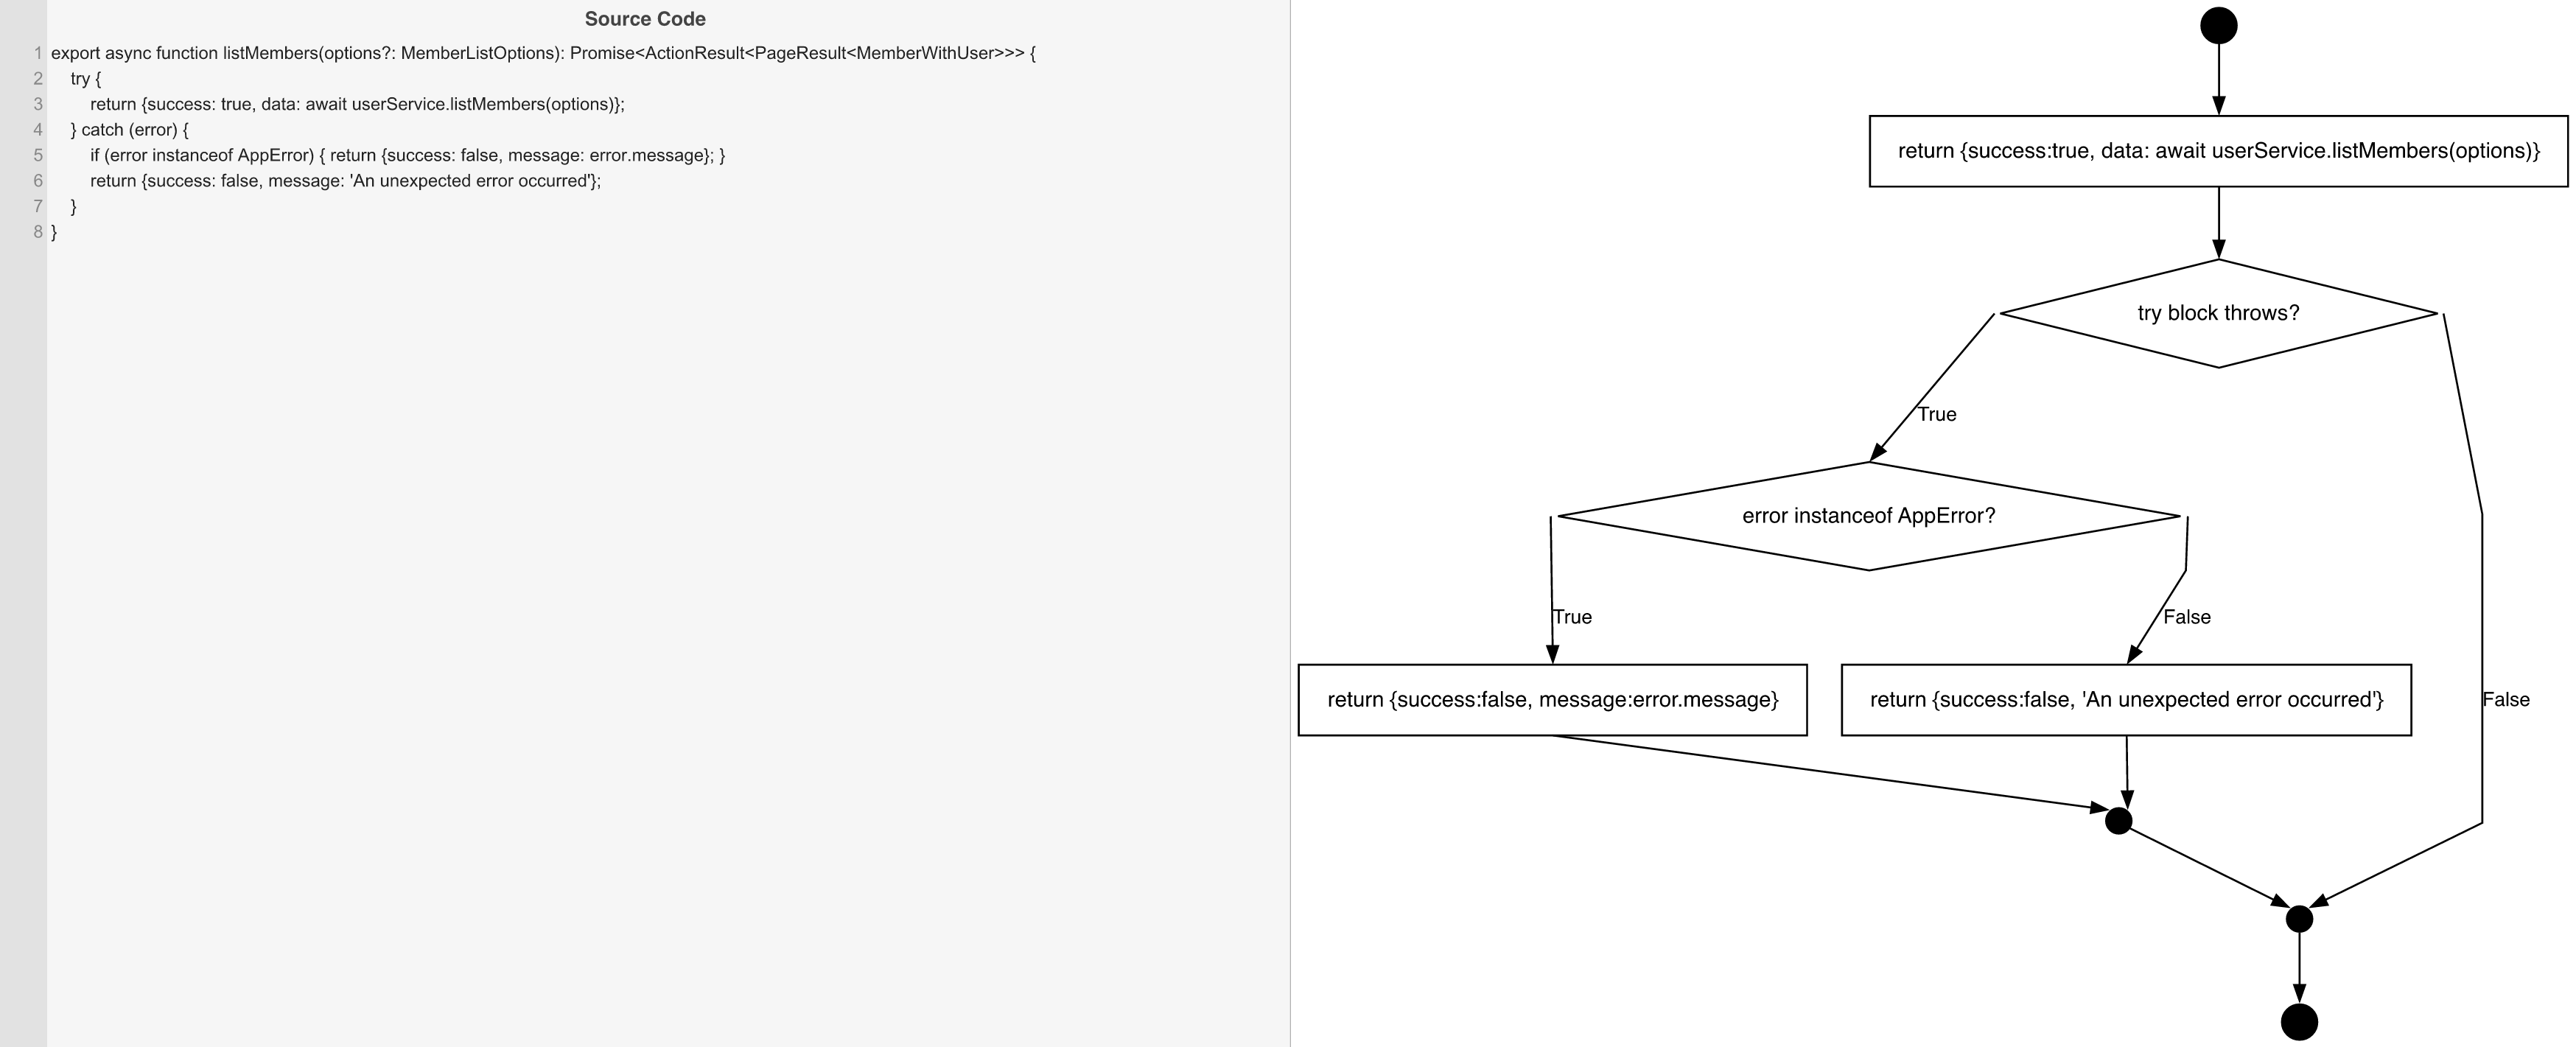 Source Code
1 export async function listMembers(options?: MemberListOptions): Promise<ActionResult<PageResult<MemberWithUser>>> {
2 try {
3 return {success: true, data: await userService.listMembers(options)};
4 } catch (error) {
5 if (error instanceof AppError) { return {success: false, message: error.message}; }
6 return {success: false, message: 'An unexpected error occurred'};
7 }
8 }
return {success:true, data: await userService.listMembers(options)}
try block throws?
True
error instanceof AppError?
True
False
return {success:false, message:error.message}
return {success:false, 'An unexpected error occurred'}
False